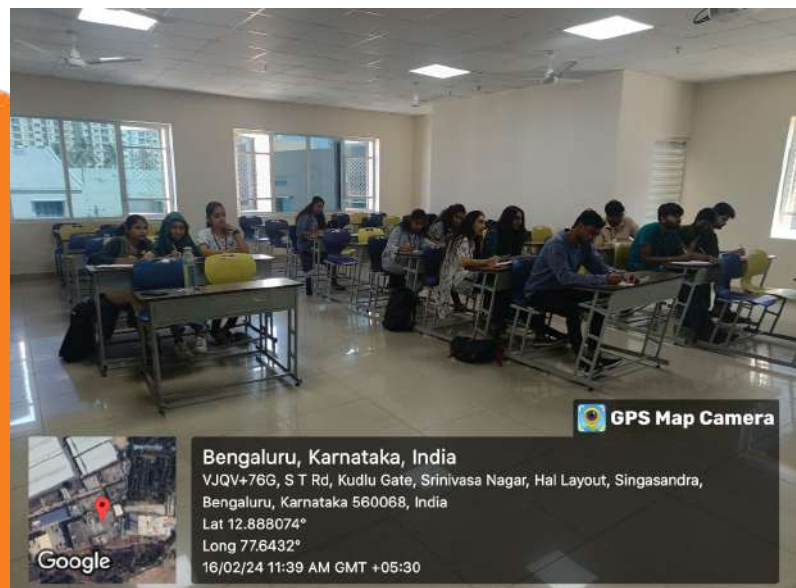 GPS Map Camera
Bengaluru, Karnataka, India
VJQV+76G, S T Rd, Kudlu Gate, Srinivasa Nagar, Hal Layout, Singasandra,
Bengaluru, Karnataka 560068, India
Lat 12.888074°
Long 77.6432°
16/02/24 11:39 AM GMT +05:30
Google